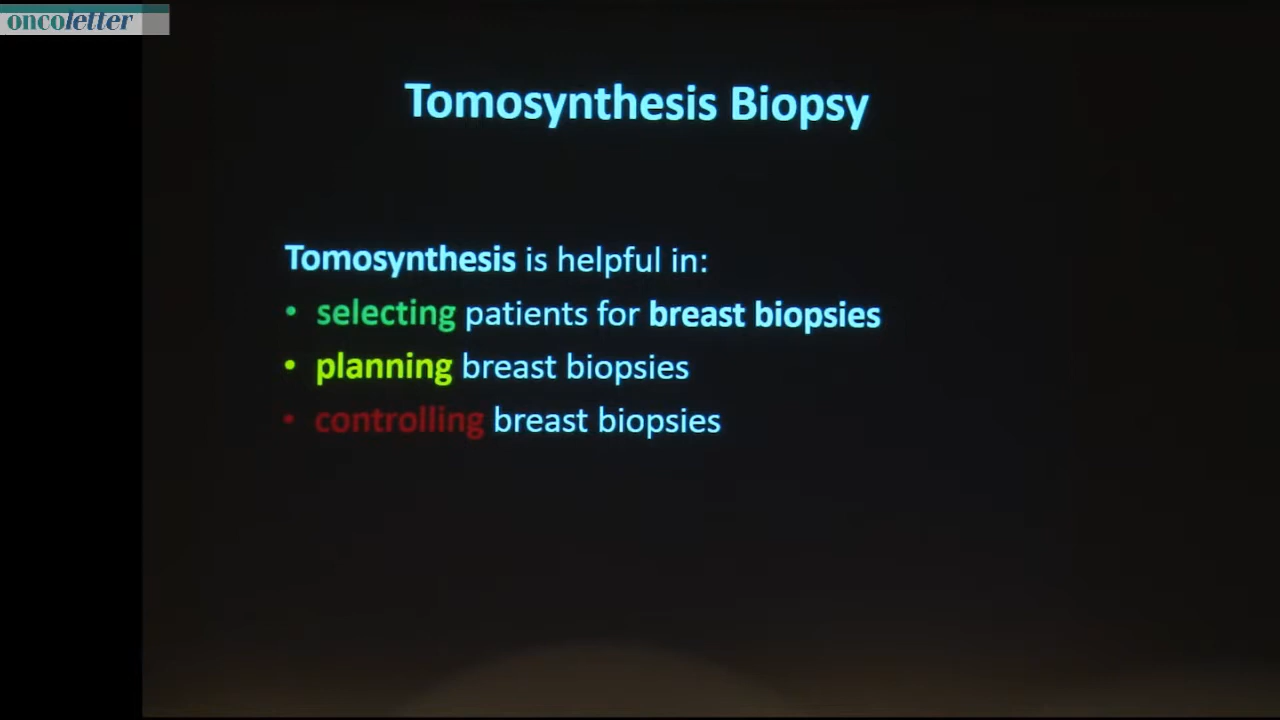 oncoletter
Tomosynthesis Biopsy
Tomosynthesis is helpful in:
• selecting patients for breast biopsies
• planning breast biopsies
• controlling breast biopsies